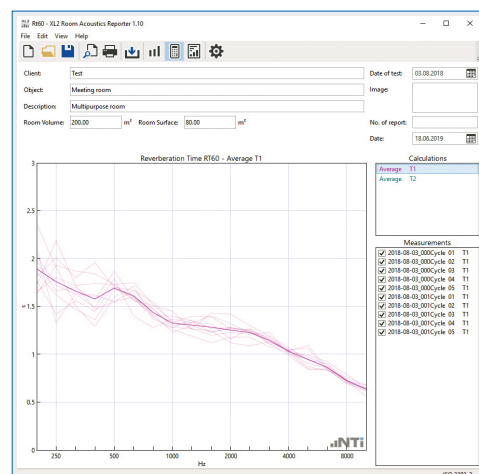 Rt60 - XL2 Room Acoustics Reporter 1.10
File Edit View Help
Client: Test Date of test: 03.08.2018
Object: Meeting room Image:
Description: Multipurpose room
Room Volume: 200.00 m³ Room Surface: 80.00 m² No. of report:
Date: 18.06.2019
Reverberation Time RT60 - Average T1
Calculations
Average T1
Average T2
Measurements
2018-08-03_000Cycle 01 T1
2018-08-03_000Cycle 02 T1
2018-08-03_000Cycle 03 T1
2018-08-03_000Cycle 04 T1
2018-08-03_000Cycle 05 T1
2018-08-03_001Cycle 01 T1
2018-08-03_001Cycle 02 T1
2018-08-03_001Cycle 03 T1
2018-08-03_001Cycle 04 T1
2018-08-03_001Cycle 05 T1
3
2.5
2
s
1.5
1
0.5
0
250 500 1000 2000 4000 8000
Hz
NTi